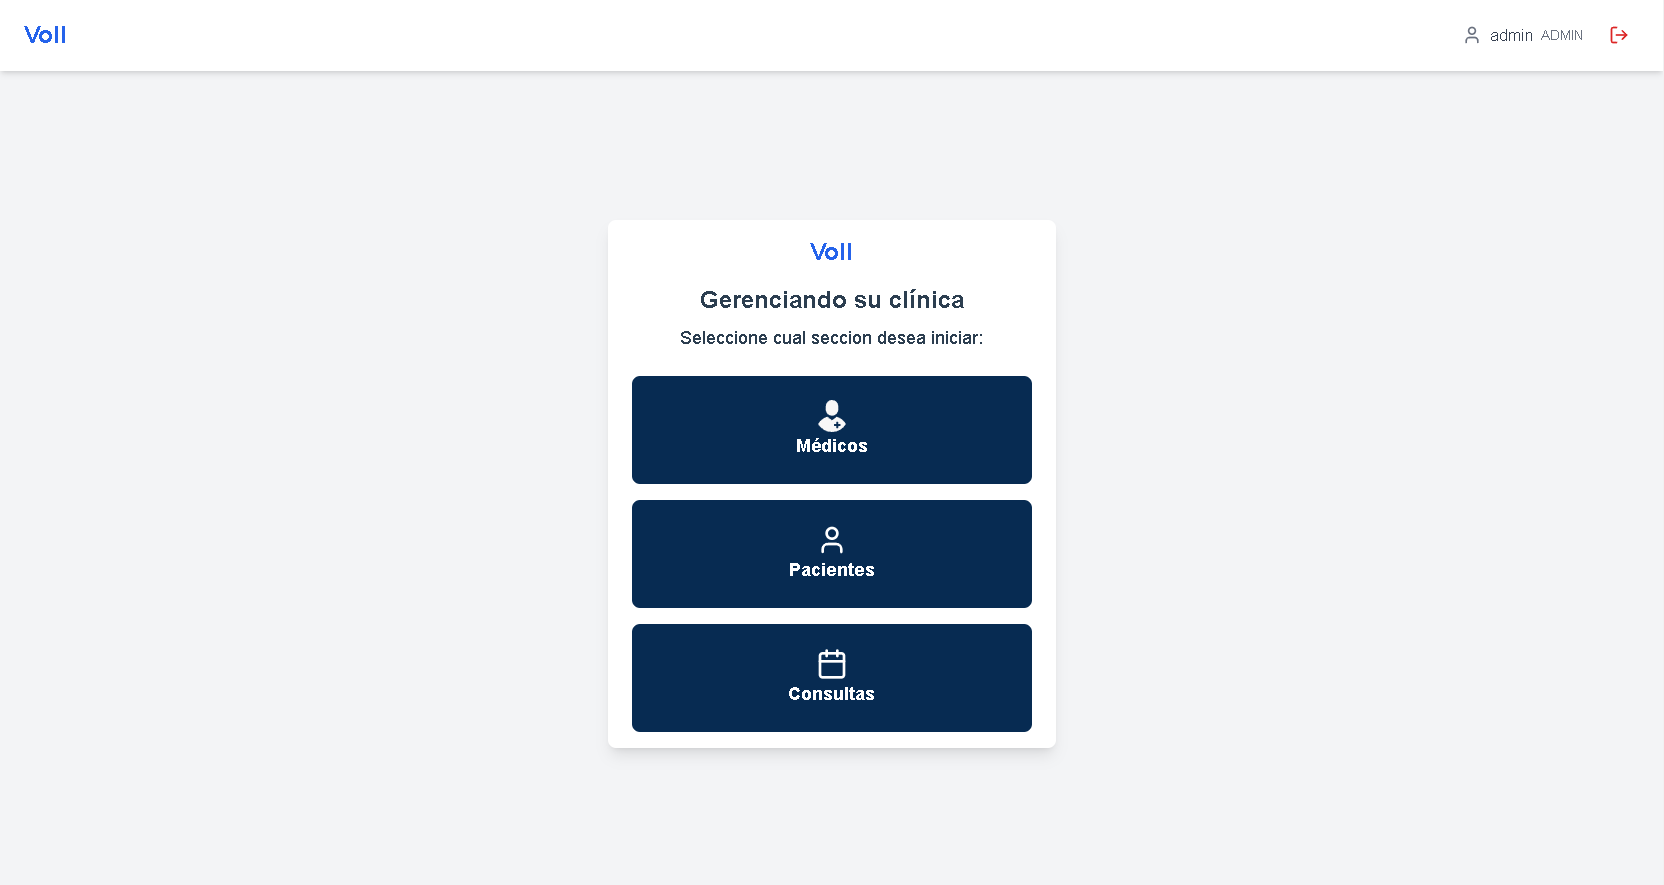 Voll
admin ADMIN
Voll
Gerenciando su clínica
Seleccione cual seccion desea iniciar:
Médicos
Pacientes
Consultas